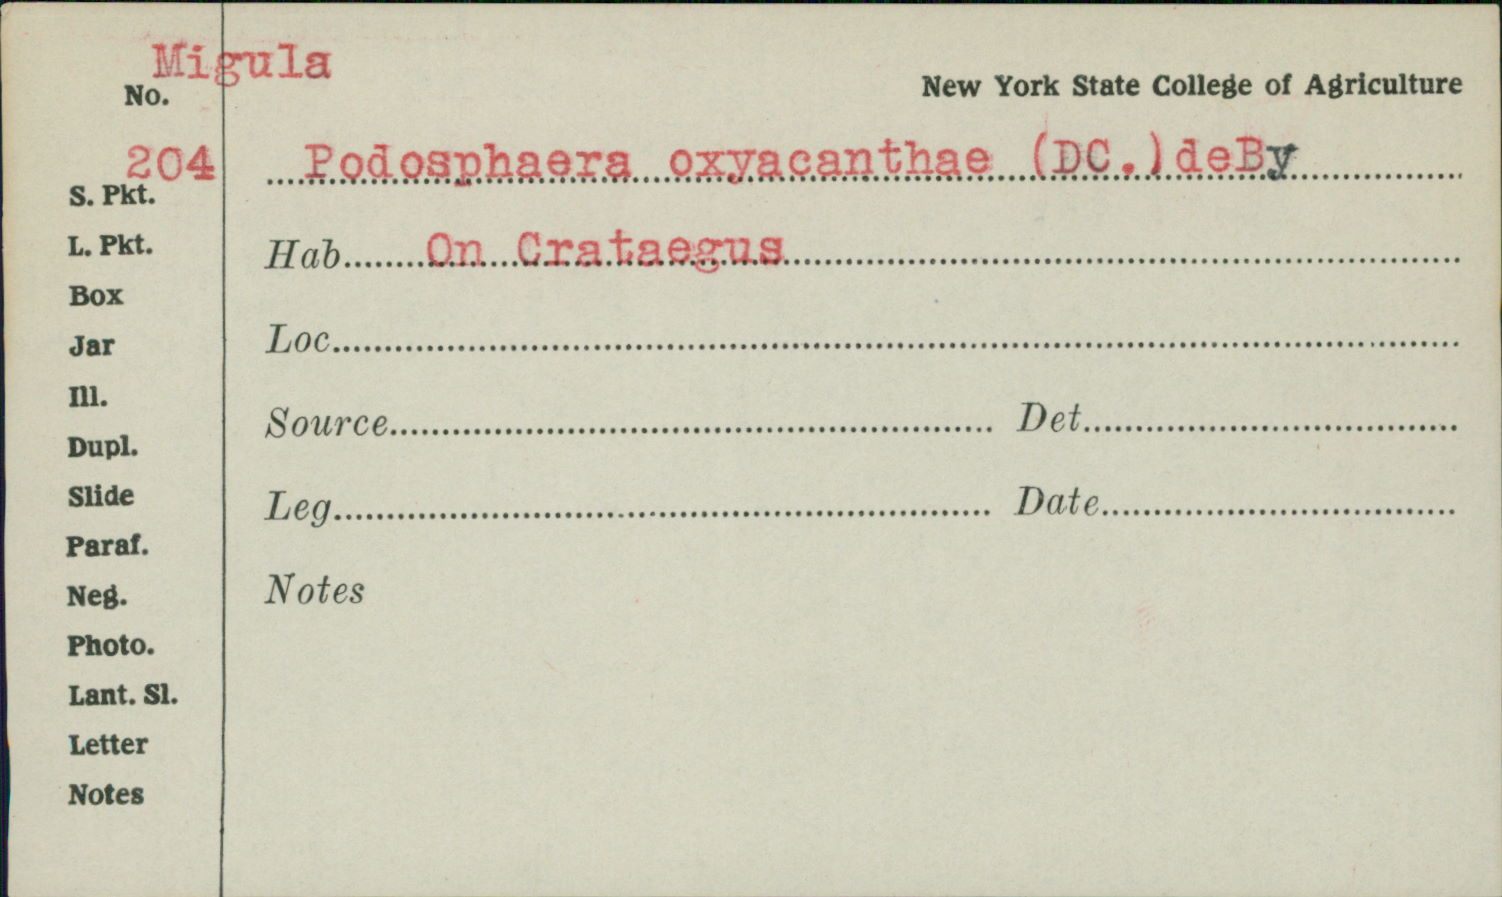 Migula
No.
New York State College of Agriculture
204
Podosphaera oxyacanthae (DC.)deBy
S. Pkt.
L. Pkt.
Hab. On Crataegus
Box
Jar
Loc.
Ill.
Source
Det.
Dupl.
Slide
Leg.
Date
Paraf.
Neg.
Notes
Photo.
Lant. Sl.
Letter
Notes